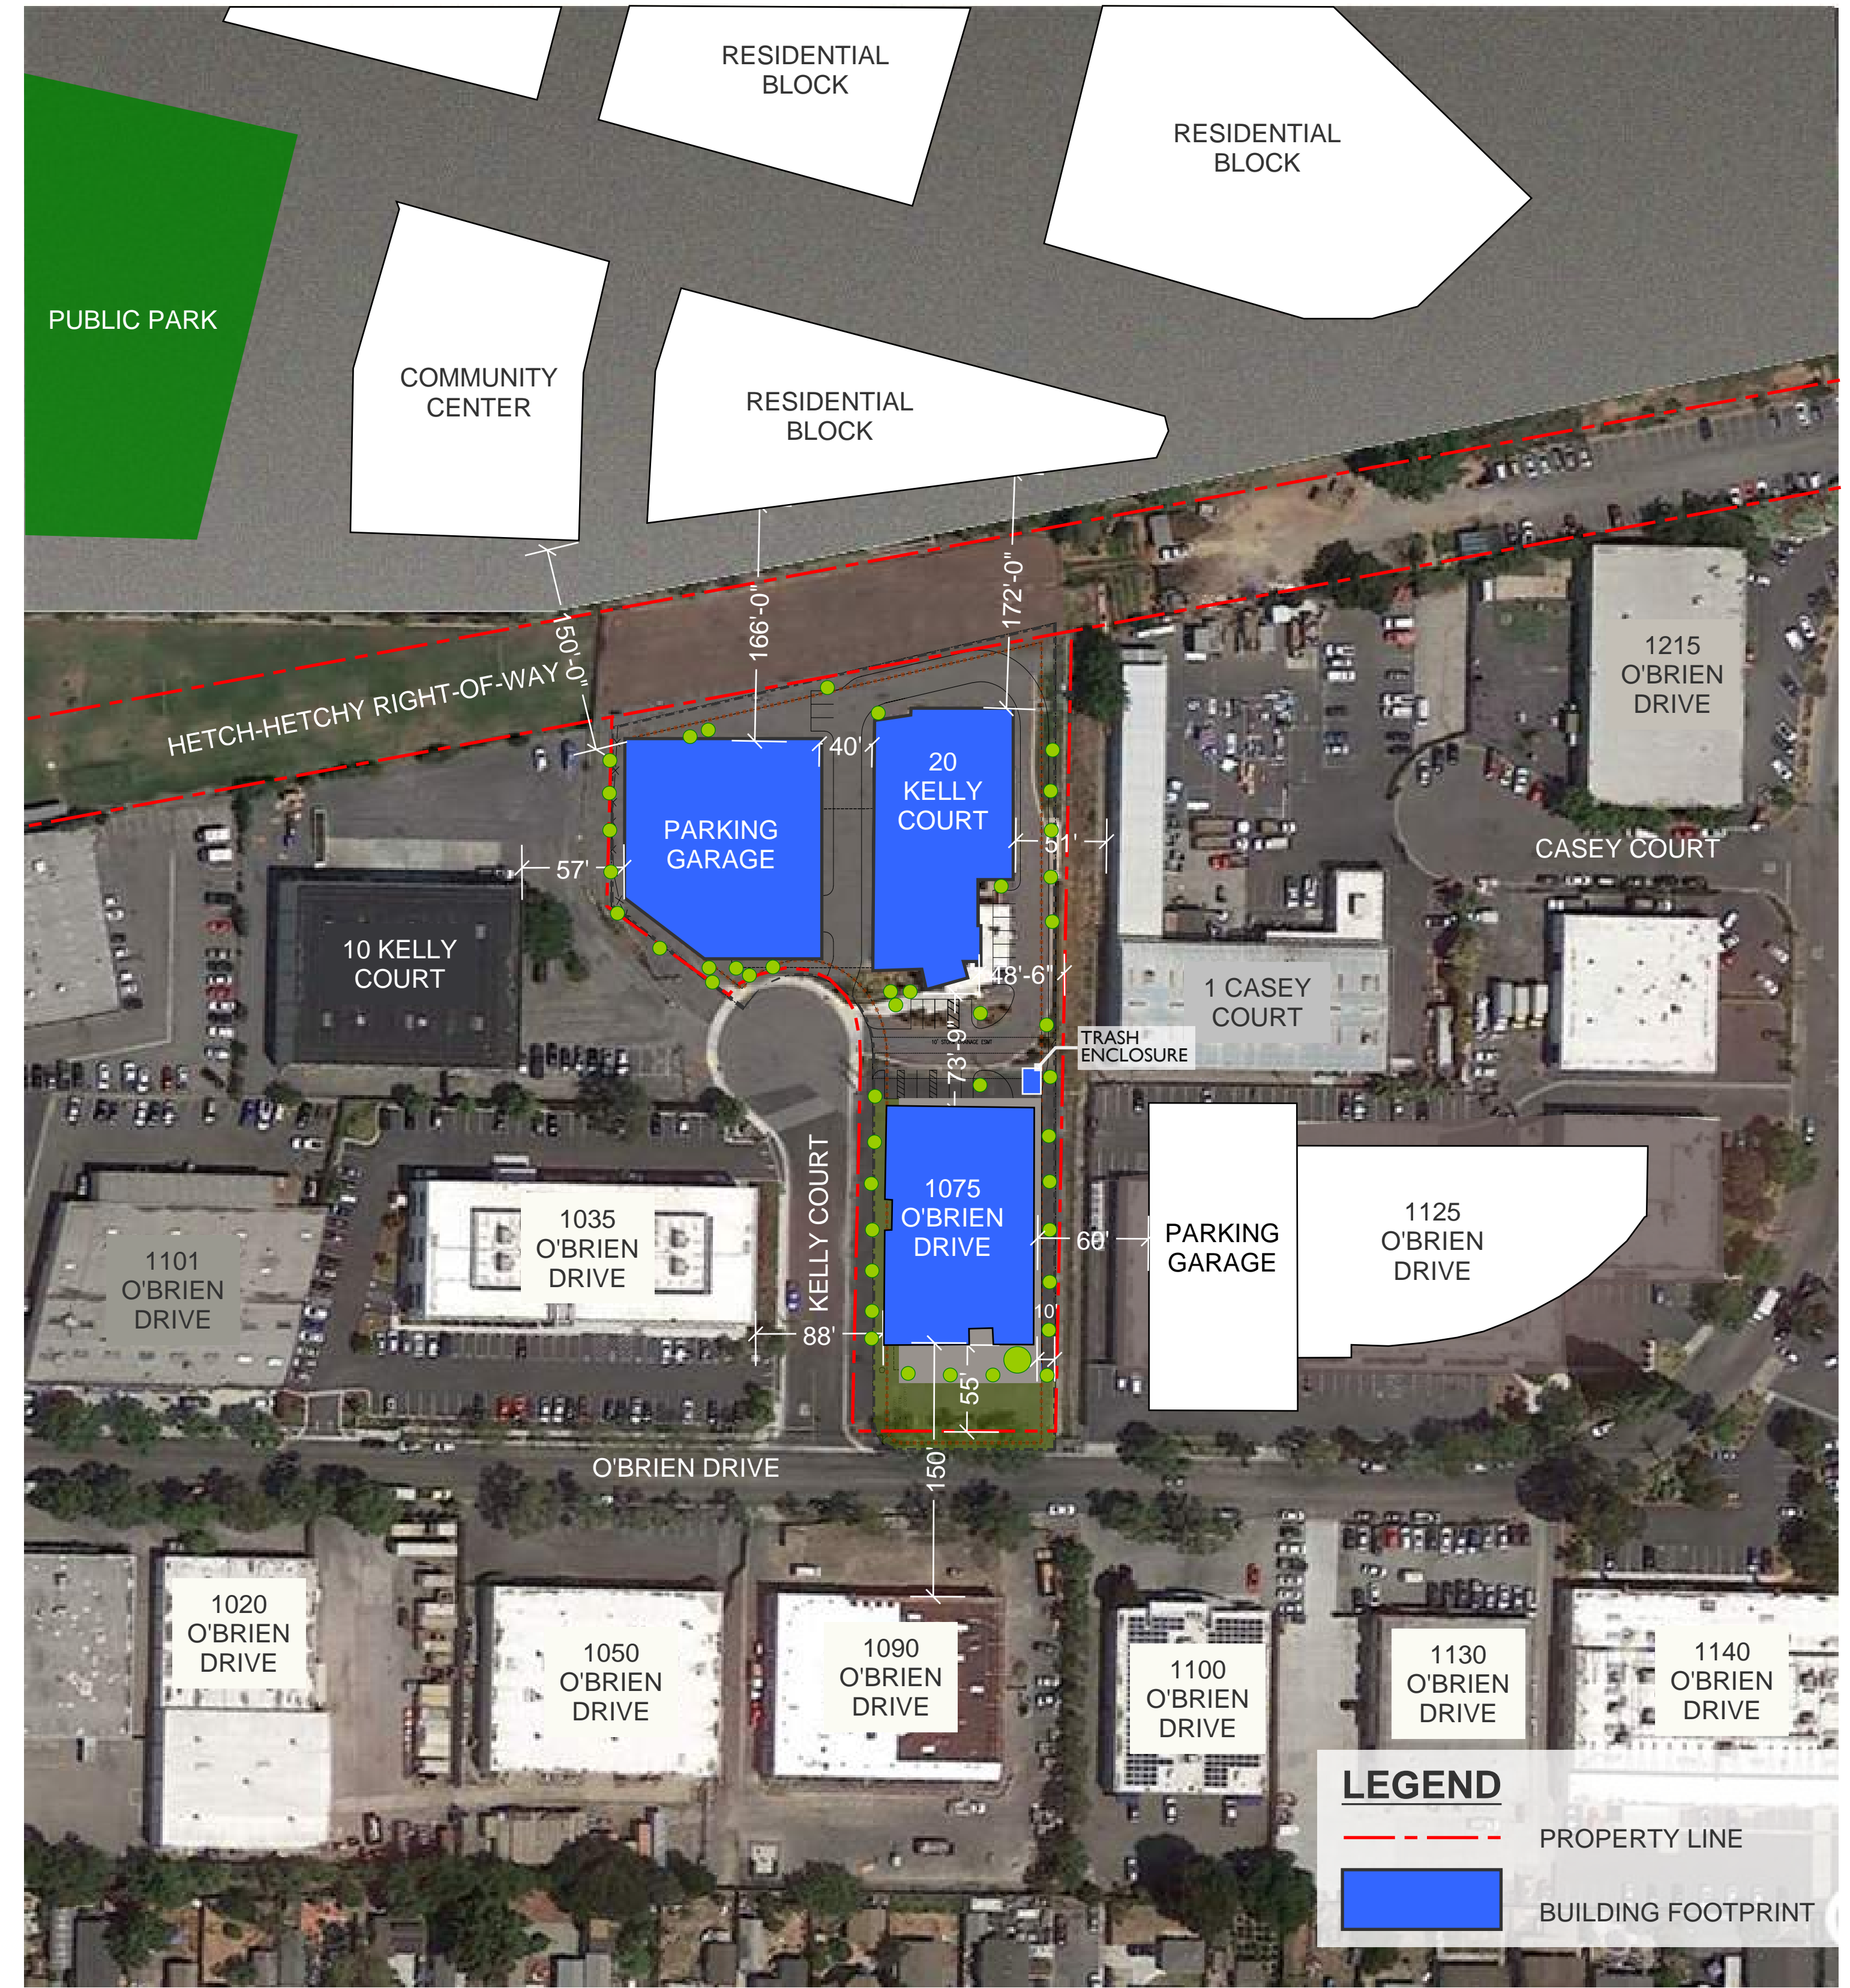 RESIDENTIAL
BLOCK
RESIDENTIAL
BLOCK
PUBLIC PARK
COMMUNITY
CENTER
RESIDENTIAL
BLOCK
150'-0"
166'-0"
172'-0"
HETCH-HETCHY RIGHT-OF-WAY
1215
O'BRIEN
DRIVE
40'
20
KELLY
COURT
PARKING
GARAGE
57'
51'
CASEY COURT
10 KELLY
COURT
48'-6"
1 CASEY
COURT
73'-9"
TRASH
ENCLOSURE
KELLY COURT
1075
O'BRIEN
DRIVE
60'
PARKING
GARAGE
1125
O'BRIEN
DRIVE
1035
O'BRIEN
DRIVE
1101
O'BRIEN
DRIVE
88'
10'
55'
150'
O'BRIEN DRIVE
1020
O'BRIEN
DRIVE
1050
O'BRIEN
DRIVE
1090
O'BRIEN
DRIVE
1100
O'BRIEN
DRIVE
1130
O'BRIEN
DRIVE
1140
O'BRIEN
DRIVE
LEGEND
PROPERTY LINE
BUILDING FOOTPRINT